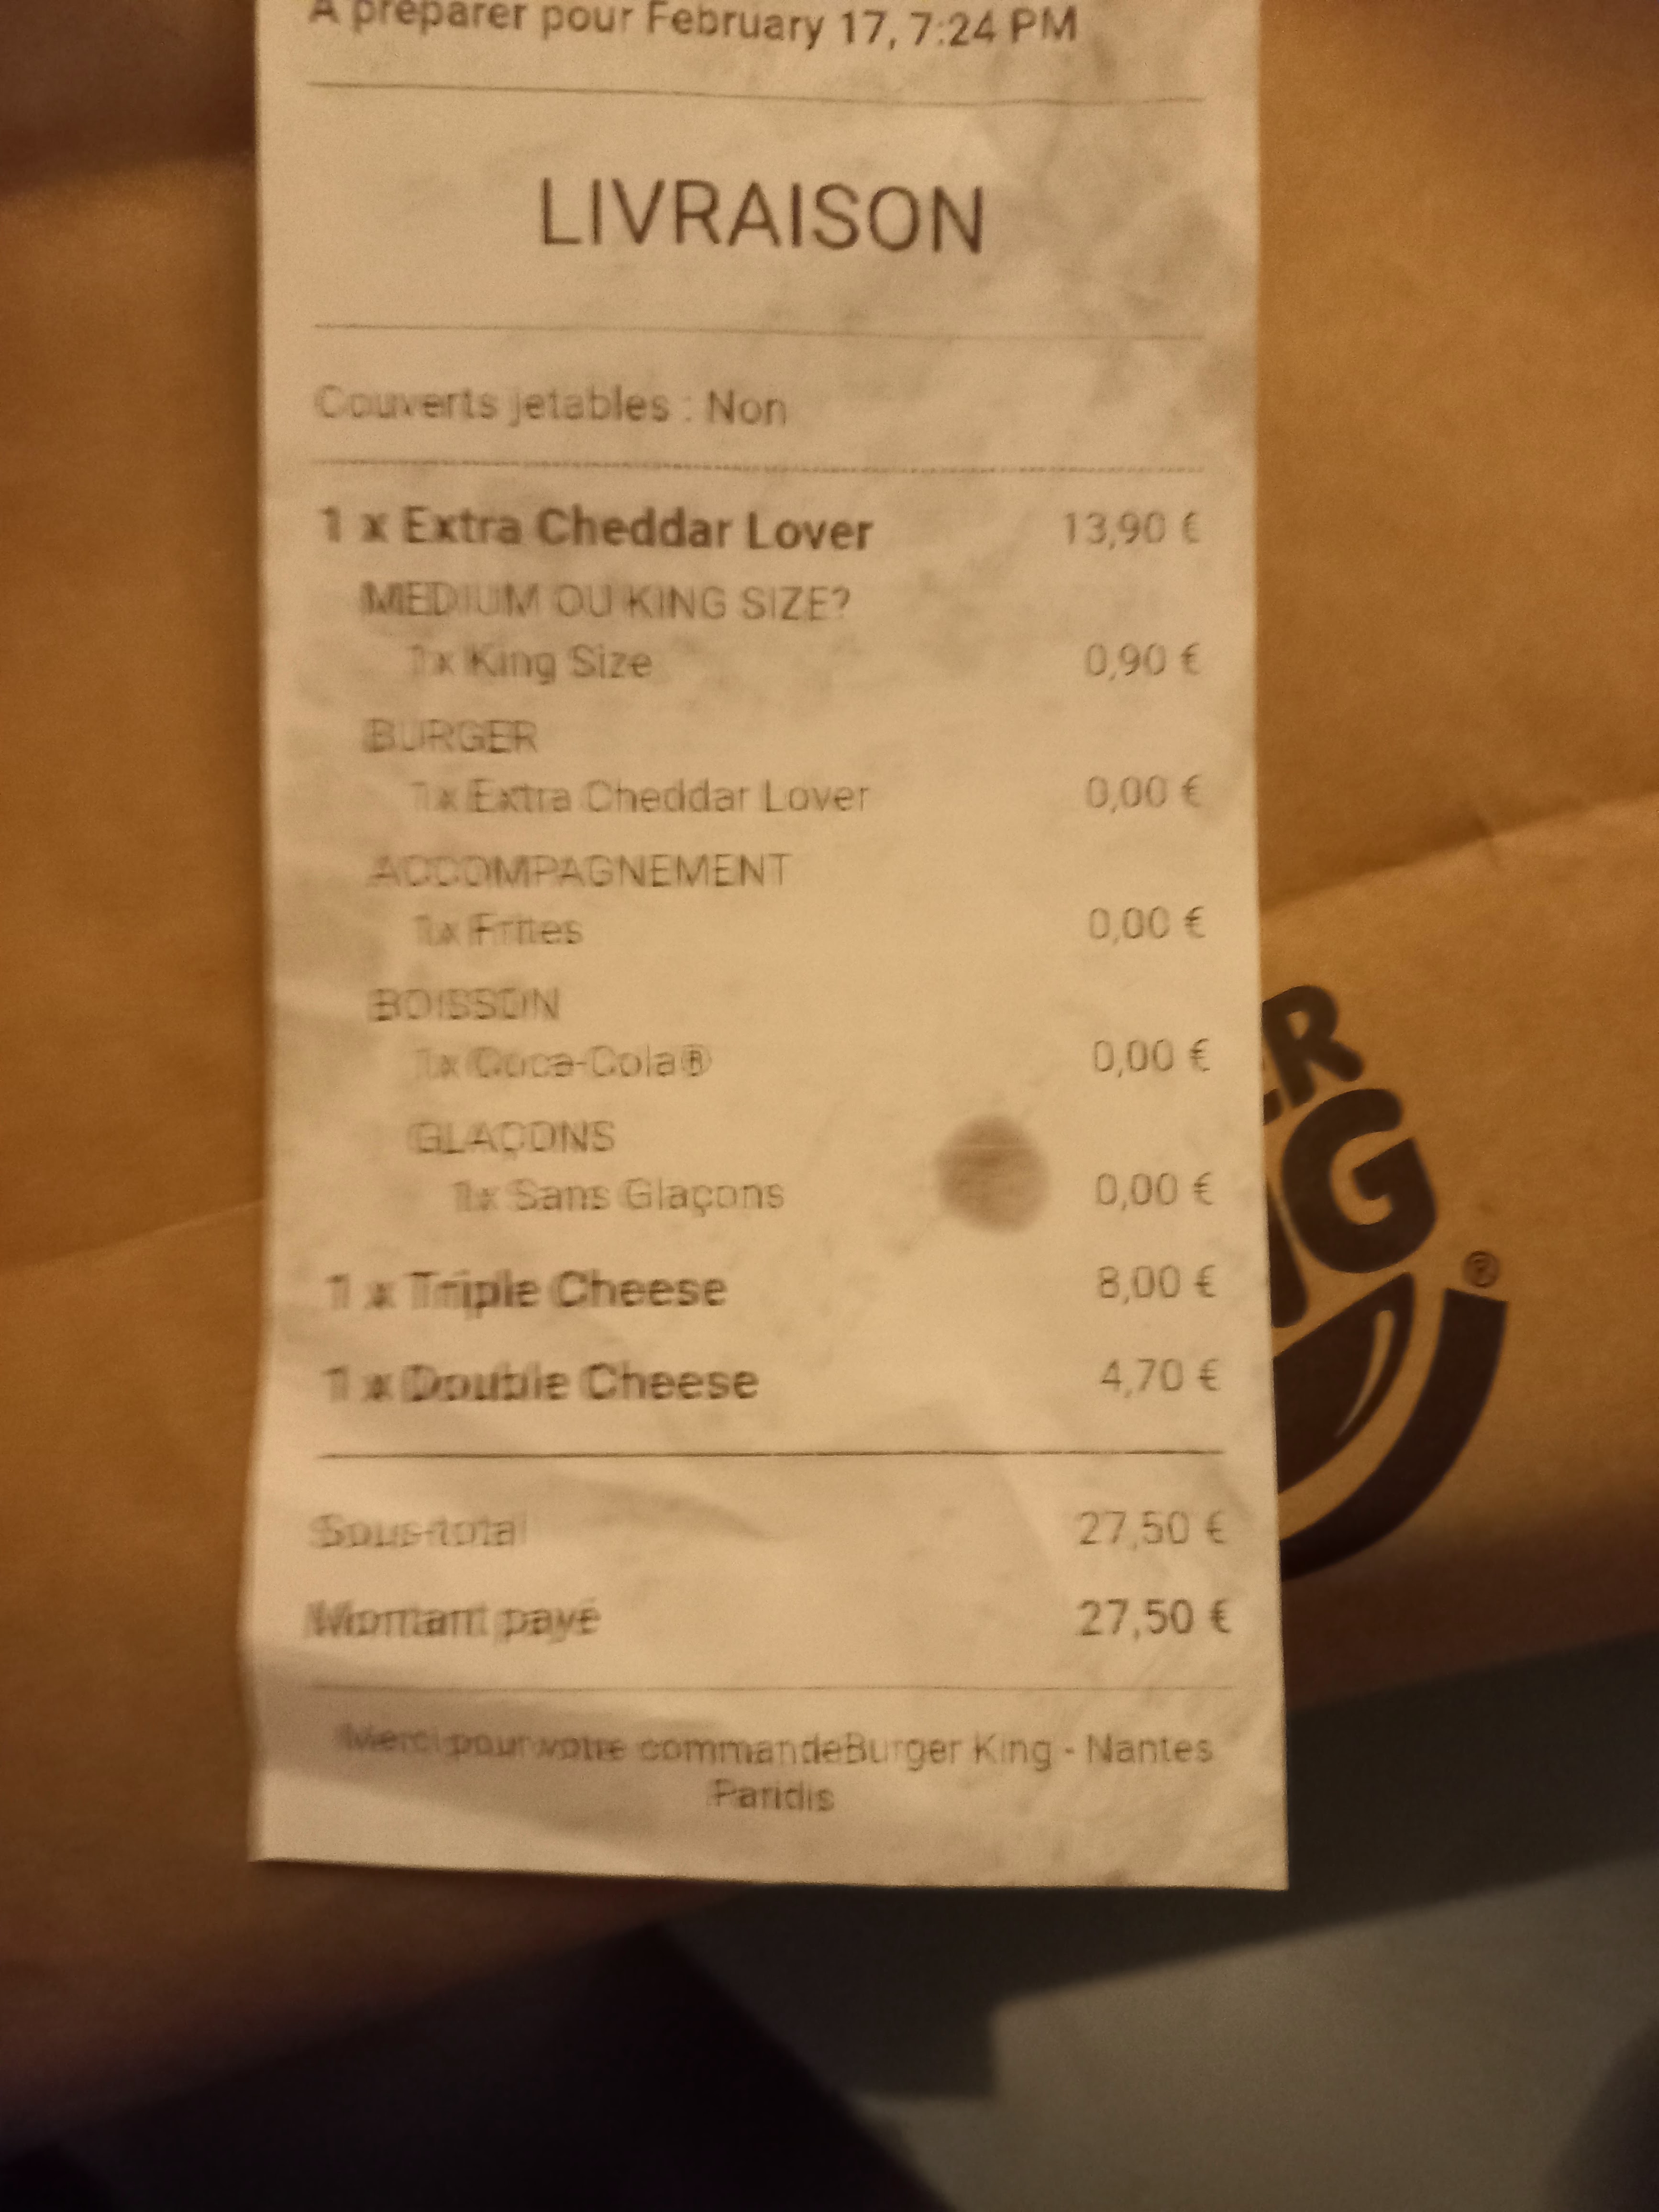 A préparer pour February 17, 7:24 PM
LIVRAISON
Couverts jetables : Non
1 x Extra Cheddar Lover 13,90 €
MEDIUM OU KING SIZE?
1x King Size 0,90 €
BURGER
1x Extra Cheddar Lover 0,00 €
ACCOMPAGNEMENT
1x Frites 0,00 €
BOISSON
1x Coca-Cola® 0,00 €
GLAÇONS
1x Sans Glaçons 0,00 €
1 x Triple Cheese 8,00 €
1 x Double Cheese 4,70 €
Sous-total 27,50 €
Montant payé 27,50 €
Merci pour votre commandeBurger King - Nantes
Paridis
ER
NG
®